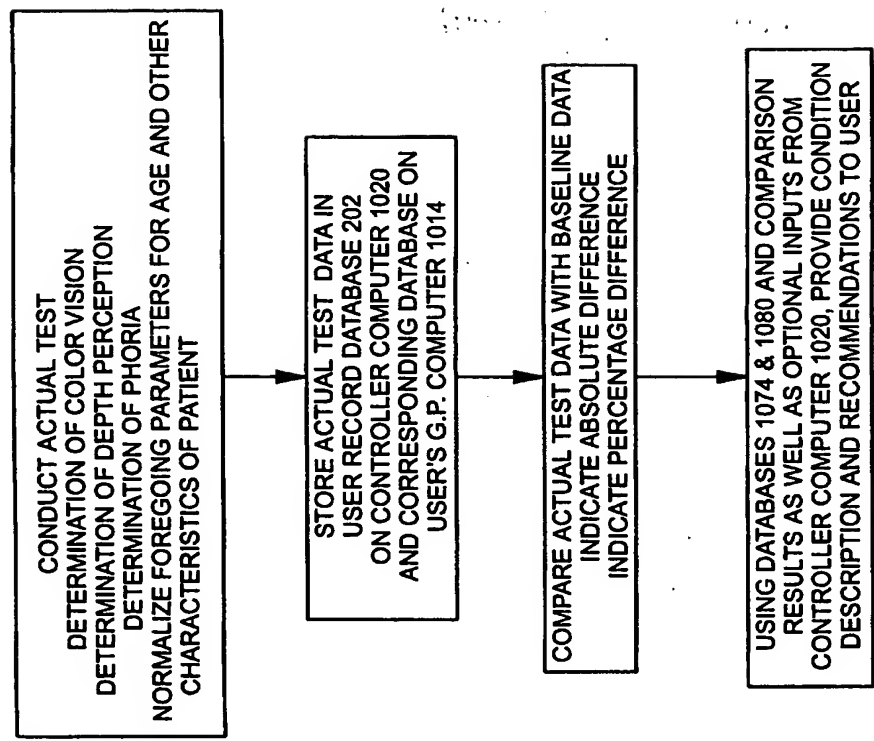 CONDUCT ACTUAL TEST
DETERMINATION OF COLOR VISION
DETERMINATION OF DEPTH PERCEPTION
DETERMINATION OF PHORIA
NORMALIZE FOREGOING PARAMETERS FOR AGE AND OTHER
CHARACTERISTICS OF PATIENT
STORE ACTUAL TEST DATA IN
USER RECORD DATABASE 202
ON CONTROLLER COMPUTER 1020
AND CORRESPONDING DATABASE ON
USER'S G.P. COMPUTER 1014
COMPARE ACTUAL TEST DATA WITH BASELINE DATA
INDICATE ABSOLUTE DIFFERENCE
INDICATE PERCENTAGE DIFFERENCE
USING DATABASES 1074 & 1080 AND COMPARISON
RESULTS AS WELL AS OPTIONAL INPUTS FROM
CONTROLLER COMPUTER 1020, PROVIDE CONDITION
DESCRIPTION AND RECOMMENDATIONS TO USER